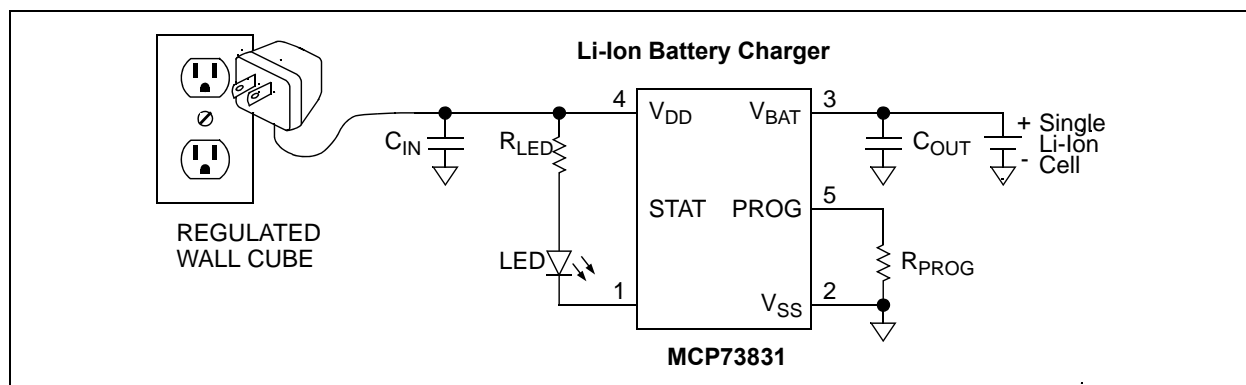 Li-Ion Battery Charger
4
VDD
VBAT
3
CIN
RLED
COUT
+ Single
Li-Ion
- Cell
STAT
PROG
5
REGULATED
WALL CUBE
LED
RPROG
1
VSS
2
MCP73831